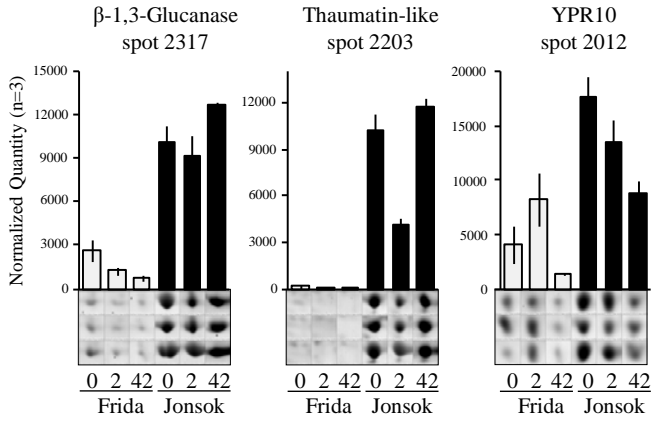 β-1,3-Glucanase
spot 2317
Thaumatin-like
spot 2203
YPR10
spot 2012
Normalized Quantity (n=3)
15000
12000
9000
6000
3000
0
12000
9000
6000
3000
0
20000
15000
10000
5000
0
0 2 42 0 2 42
Frida Jonsok
0 2 42 0 2 42
Frida Jonsok
0 2 42 0 2 42
Frida Jonsok